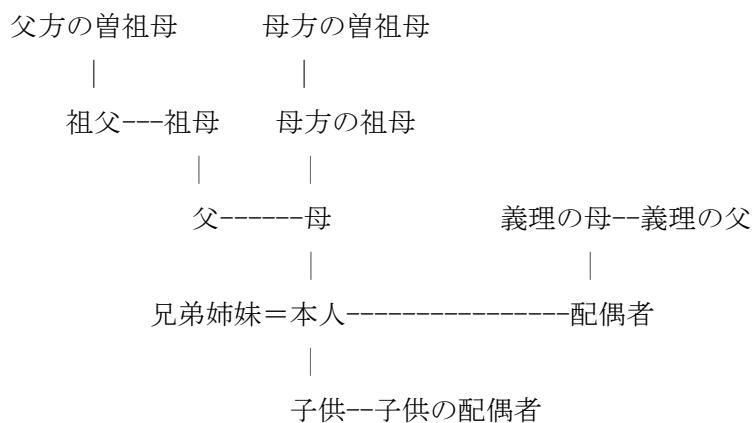 父方の曽祖母　母方の曽祖母
祖父---祖母　母方の祖母
父------母　義理の母--義理の父
兄弟姉妹＝本人----------------配偶者
子供--子供の配偶者